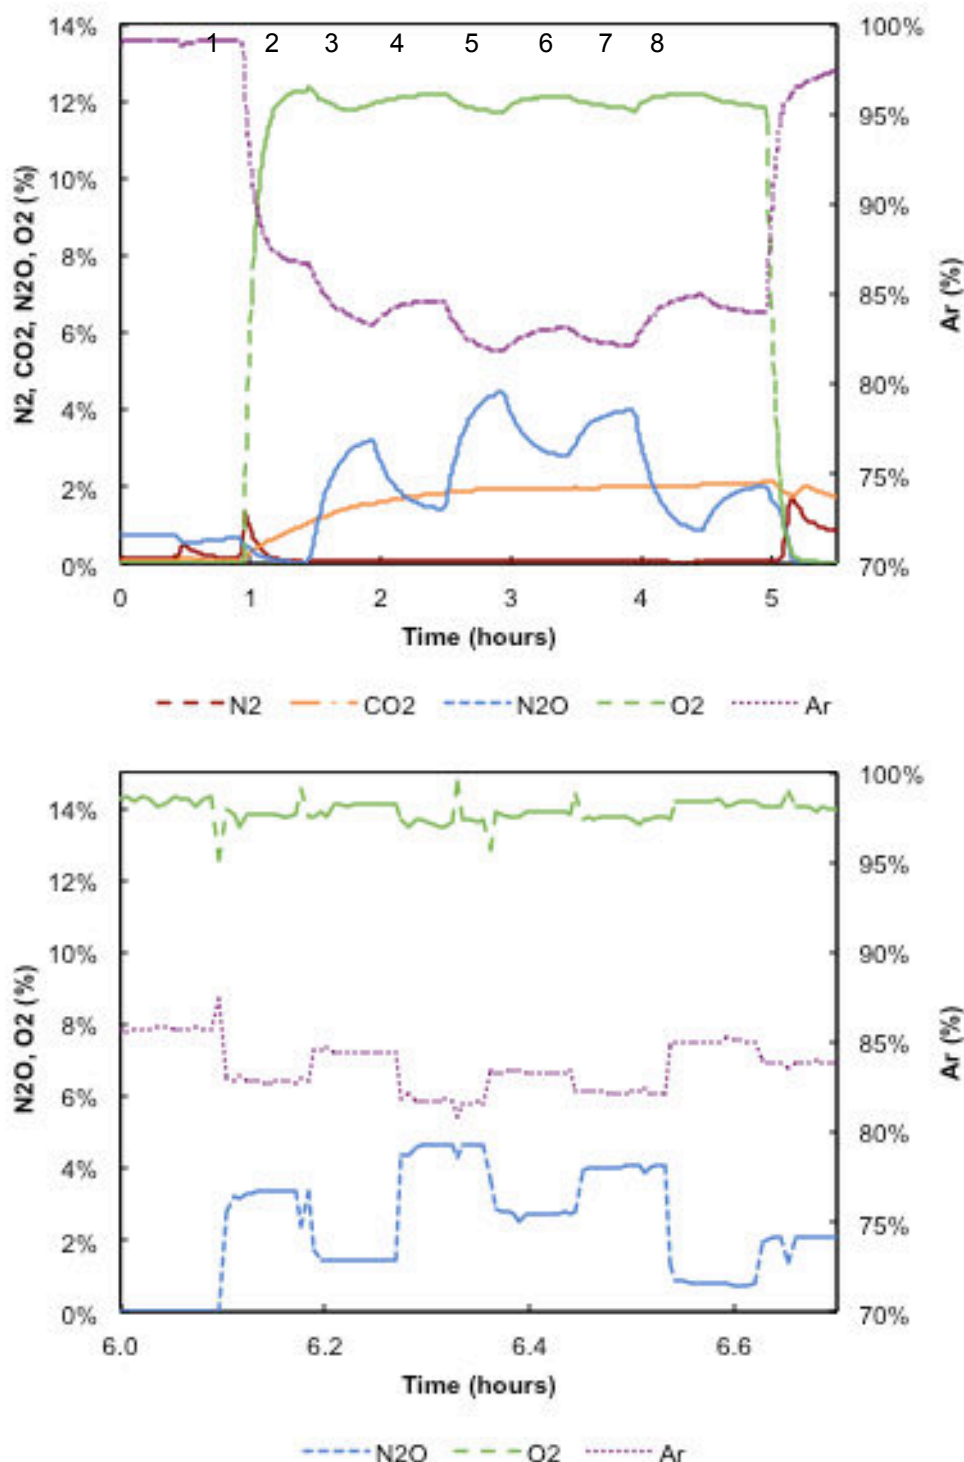 14% 100%
1 2 3 4 5 6 7 8
12% 95%
10% 90%
8% 85%
6% 80%
4% 75%
2%
0% 70%
N2, CO2, N2O, O2 (%)
Ar (%)
0 1 2 3 4 5
Time (hours)
N2 CO2 N2O O2 Ar
100%
14%
95%
12%
10% 90%
8% 85%
6%
80%
4%
75%
2%
0% 70%
N2O, O2 (%)
Ar (%)
6.0 6.2 6.4 6.6
Time (hours)
N2O O2 Ar